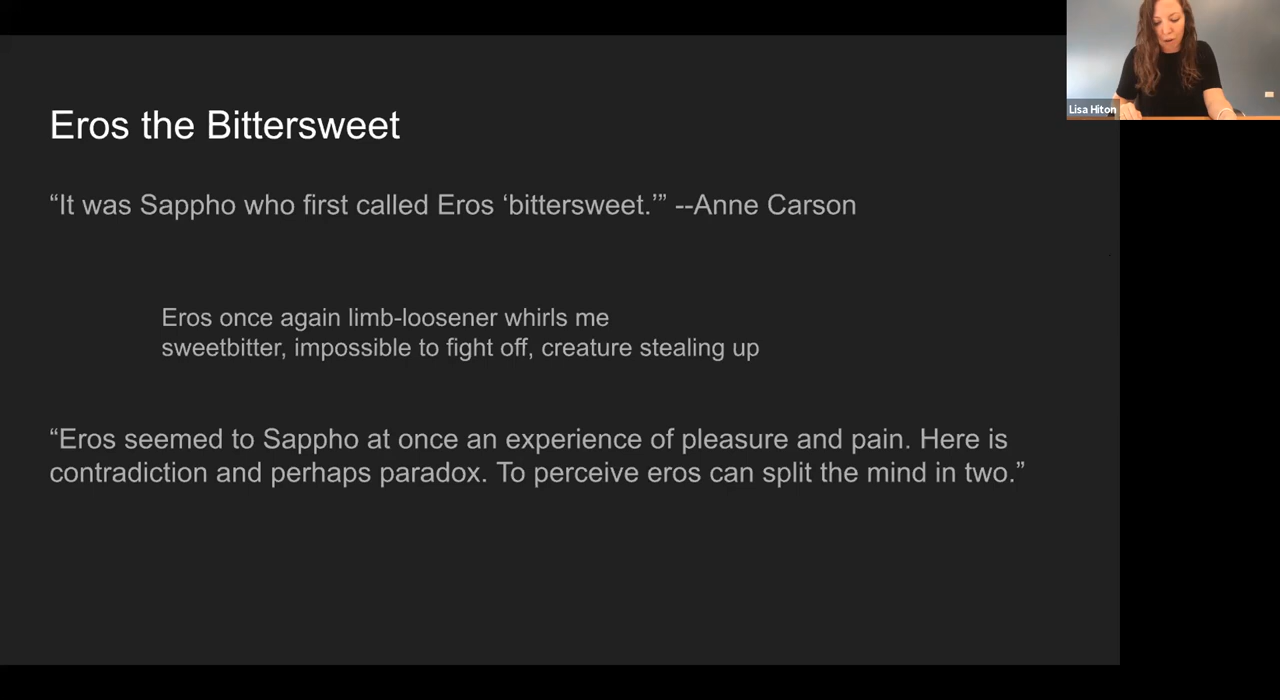 Eros the Bittersweet
“It was Sappho who first called Eros ‘bittersweet.’” --Anne Carson
Eros once again limb-loosener whirls me
sweetbitter, impossible to fight off, creature stealing up
“Eros seemed to Sappho at once an experience of pleasure and pain. Here is
contradiction and perhaps paradox. To perceive eros can split the mind in two.”
Lisa Hiton